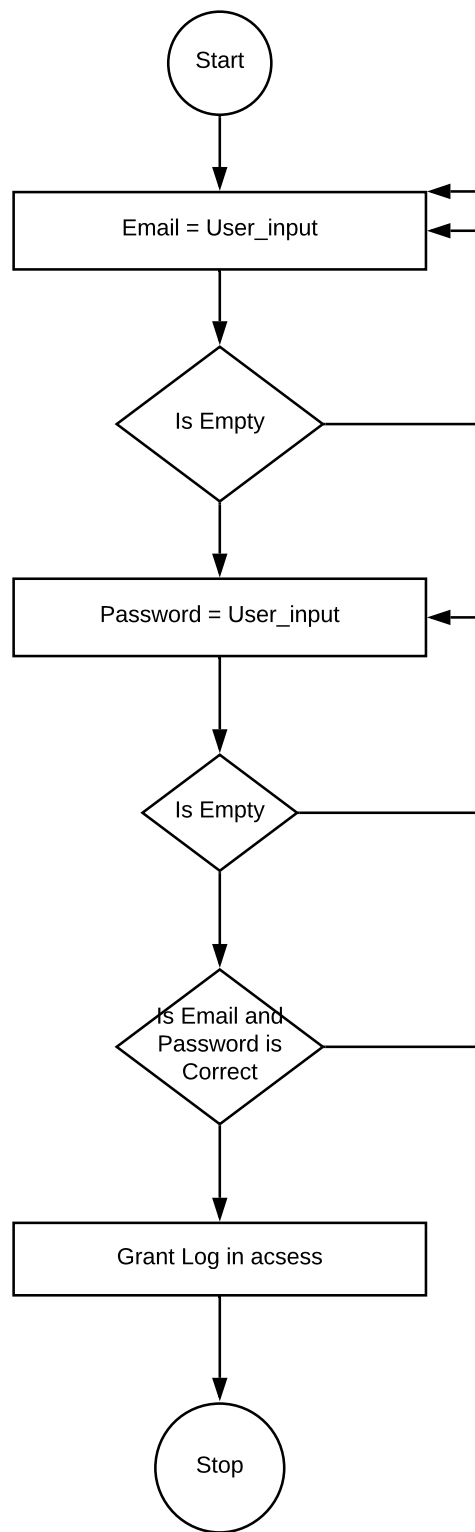 Start
Email = User_input
Is Empty
Password = User_input
Is Empty
Is Email and
Password is
Correct
Grant Log in acsess
Stop